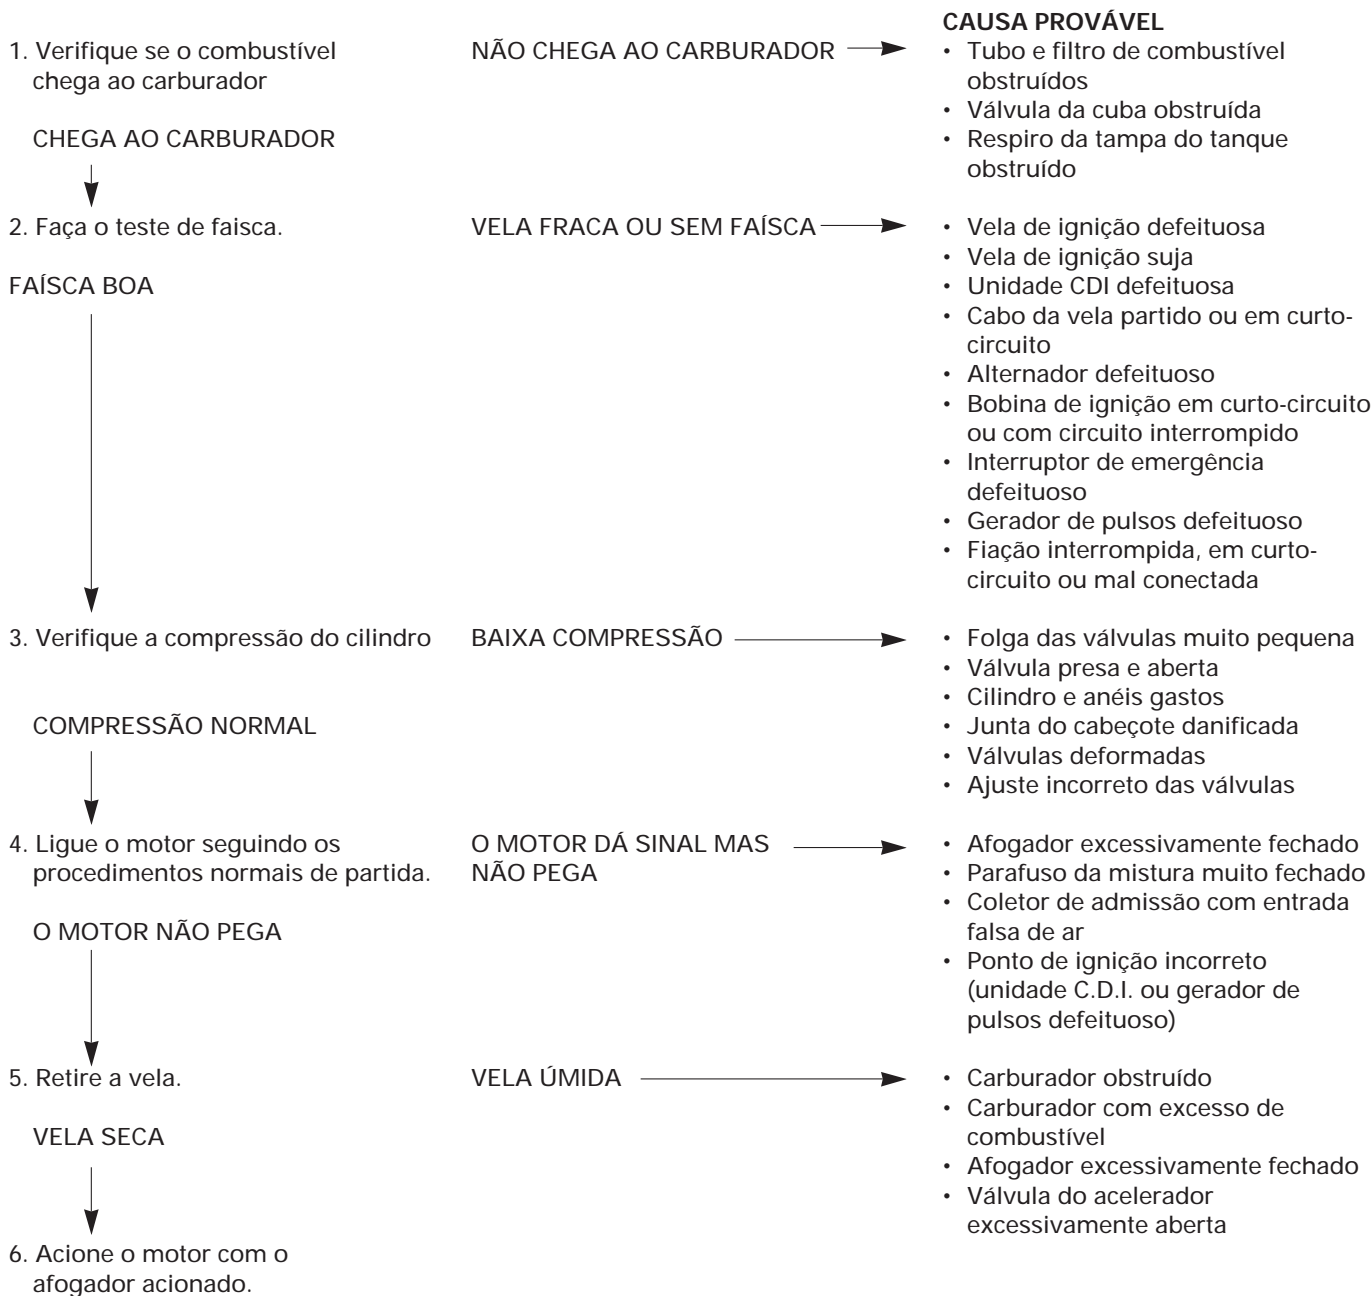 CAUSA PROVÁVEL
1. Verifique se o combustível
chega ao carburador
CHEGA AO CARBURADOR
NÃO CHEGA AO CARBURADOR
• Tubo e filtro de combustível
obstruídos
• Válvula da cuba obstruída
• Respiro da tampa do tanque
obstruído
2. Faça o teste de faisca.
FAÍSCA BOA
VELA FRACA OU SEM FAÍSCA
• Vela de ignição defeituosa
• Vela de ignição suja
• Unidade CDI defeituosa
• Cabo da vela partido ou em curto-
circuito
• Alternador defeituoso
• Bobina de ignição em curto-circuito
ou com circuito interrompido
• Interruptor de emergência
defeituoso
• Gerador de pulsos defeituoso
• Fiação interrompida, em curto-
circuito ou mal conectada
3. Verifique a compressão do cilindro
COMPRESSÃO NORMAL
BAIXA COMPRESSÃO
• Folga das válvulas muito pequena
• Válvula presa e aberta
• Cilindro e anéis gastos
• Junta do cabeçote danificada
• Válvulas deformadas
• Ajuste incorreto das válvulas
4. Ligue o motor seguindo os
procedimentos normais de partida.
O MOTOR NÃO PEGA
O MOTOR DÁ SINAL MAS
NÃO PEGA
• Afogador excessivamente fechado
• Parafuso da mistura muito fechado
• Coletor de admissão com entrada
falsa de ar
• Ponto de ignição incorreto
(unidade C.D.I. ou gerador de
pulsos defeituoso)
5. Retire a vela.
VELA SECA
VELA ÚMIDA
• Carburador obstruído
• Carburador com excesso de
combustível
• Afogador excessivamente fechado
• Válvula do acelerador
excessivamente aberta
6. Acione o motor com o
afogador acionado.